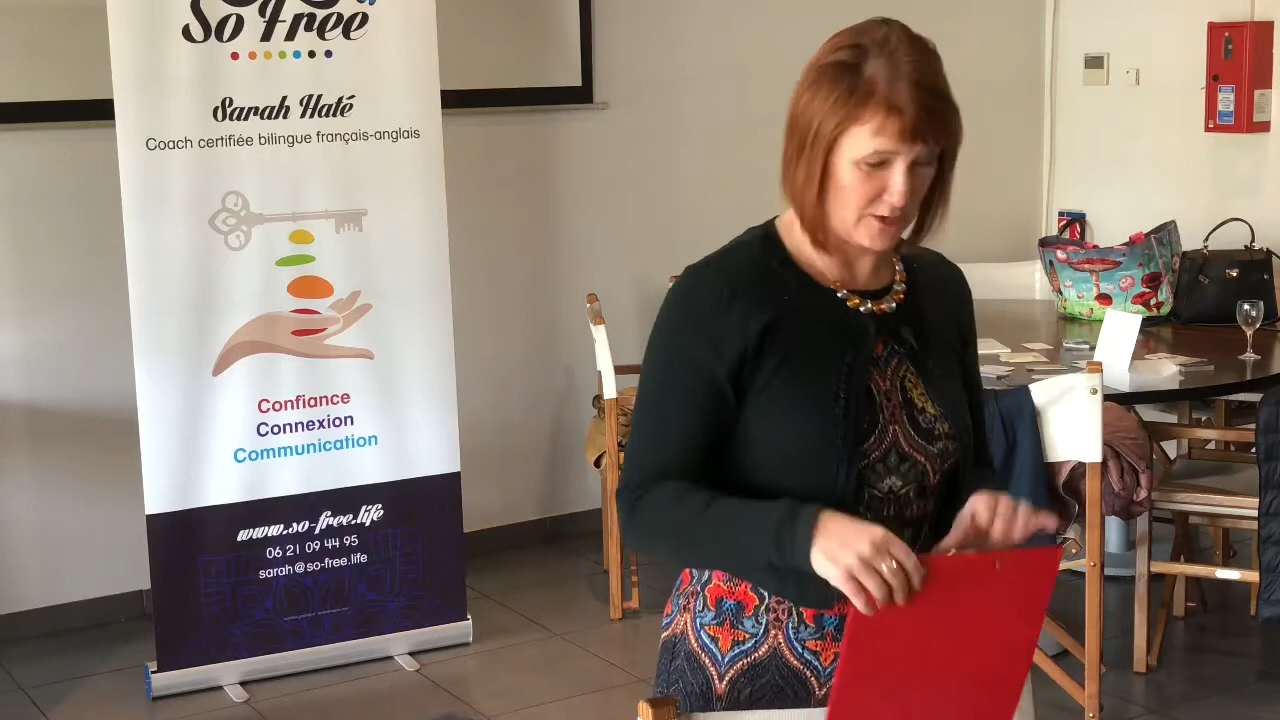 So Free
Sarah Haté
Coach certifiée bilingue français-anglais
Confiance
Connexion
Communication
www.so-free.life
06 21 09 44 95
sarah@so-free.life